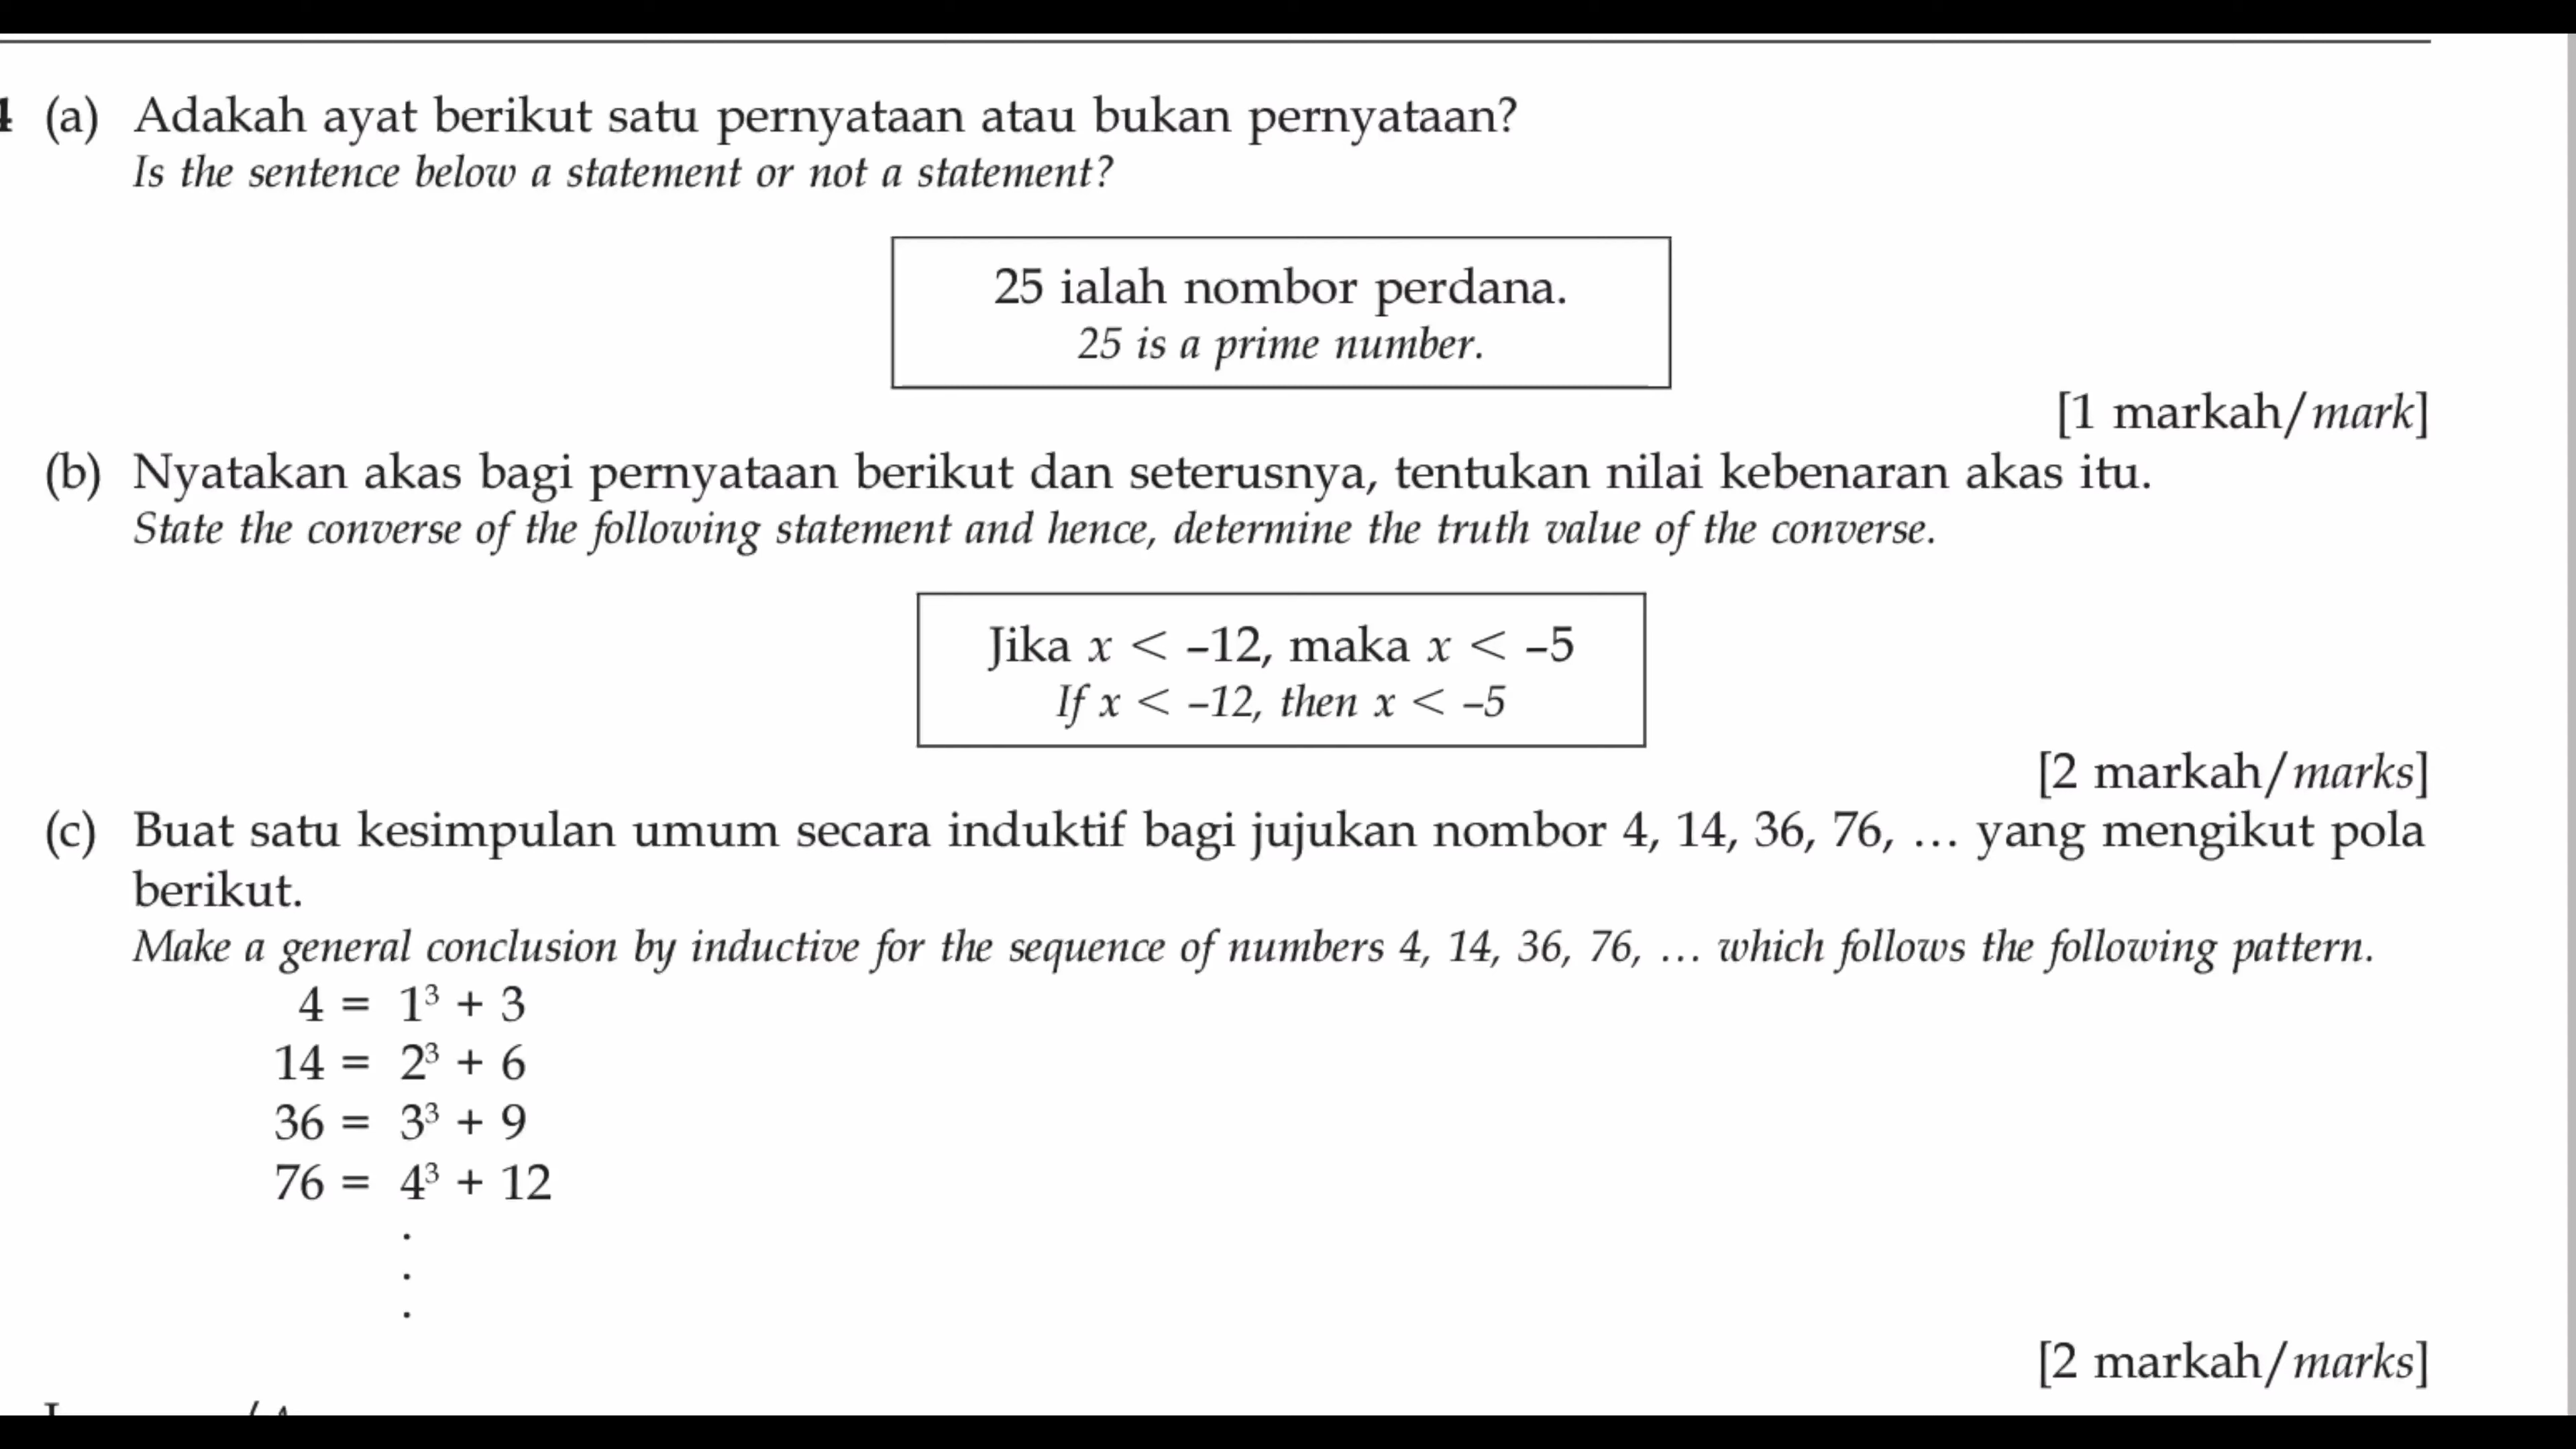 (a) Adakah ayat berikut satu pernyataan atau bukan pernyataan?
Is the sentence below a statement or not a statement?
25 ialah nombor perdana.
25 is a prime number.
[1 markah/mark]
(b) Nyatakan akas bagi pernyataan berikut dan seterusnya, tentukan nilai kebenaran akas itu.
State the converse of the following statement and hence, determine the truth value of the converse.
Jika x < –12, maka x < –5
If x < –12, then x < –5
[2 markah/marks]
(c) Buat satu kesimpulan umum secara induktif bagi jujukan nombor 4, 14, 36, 76, … yang mengikut pola
berikut.
Make a general conclusion by inductive for the sequence of numbers 4, 14, 36, 76, … which follows the following pattern.
4 = 1³ + 3
14 = 2³ + 6
36 = 3³ + 9
76 = 4³ + 12
.
.
.
[2 markah/marks]